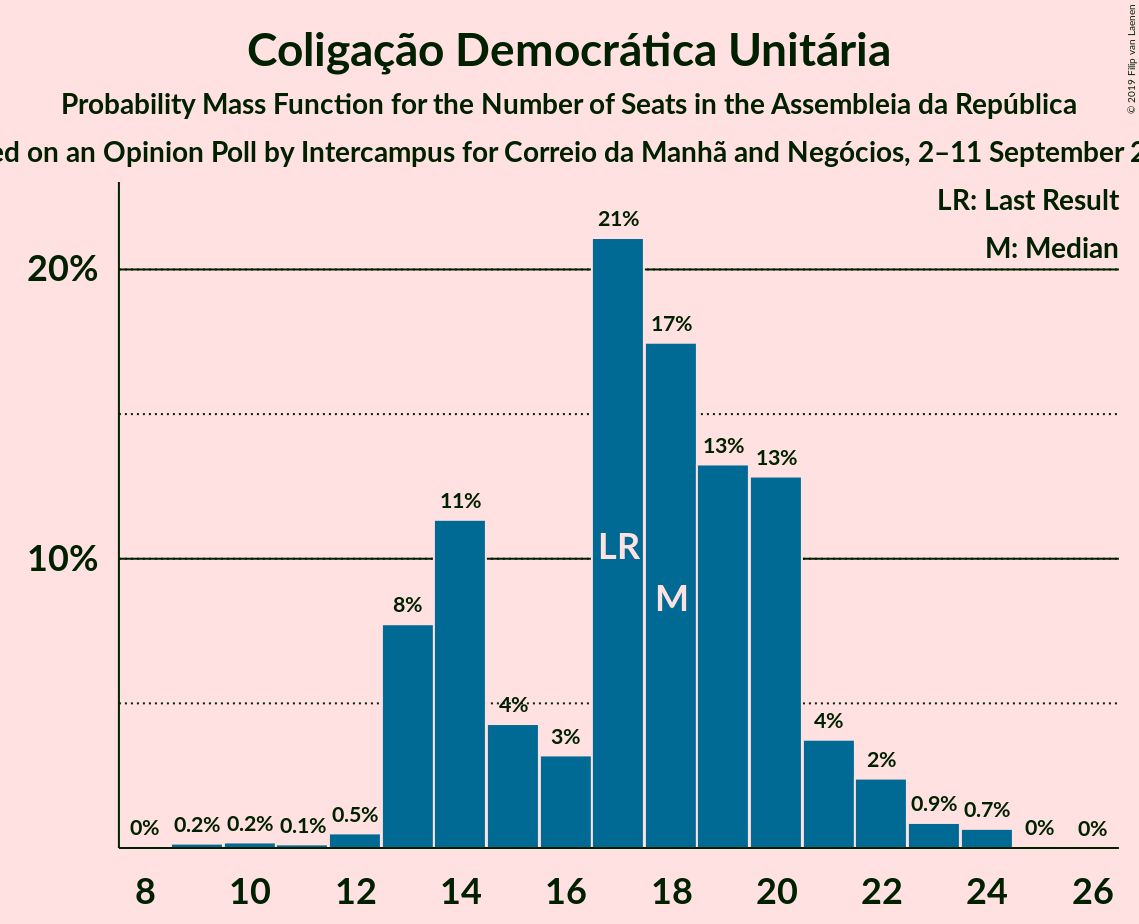 Coligação Democrática Unitária
Probability Mass Function for the Number of Seats in the Assembleia da República
on an Opinion Poll by Intercampus for Correio da Manhã and Negócios, 2–11 September
© 2019 Filip van Laenen
LR: Last Result
M: Median
20%
10%
0%
0.2%
0.2%
0.1%
0.5%
8%
11%
4%
3%
21%
17%
13%
13%
4%
2%
0.9%
0.7%
0%
0%
LR
M
8 10 12 14 16 18 20 22 24 26